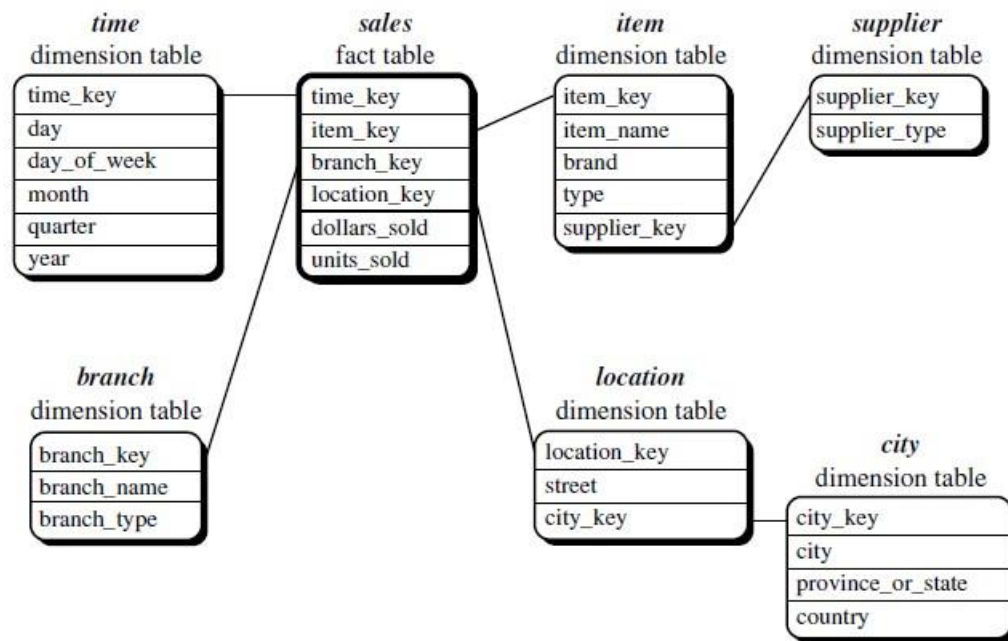 time
dimension table
time_key
day
day_of_week
month
quarter
year
sales
fact table
time_key
item_key
branch_key
location_key
dollars_sold
units_sold
item
dimension table
item_key
item_name
brand
type
supplier_key
supplier
dimension table
supplier_key
supplier_type
branch
dimension table
branch_key
branch_name
branch_type
location
dimension table
location_key
street
city_key
city
dimension table
city_key
city
province_or_state
country